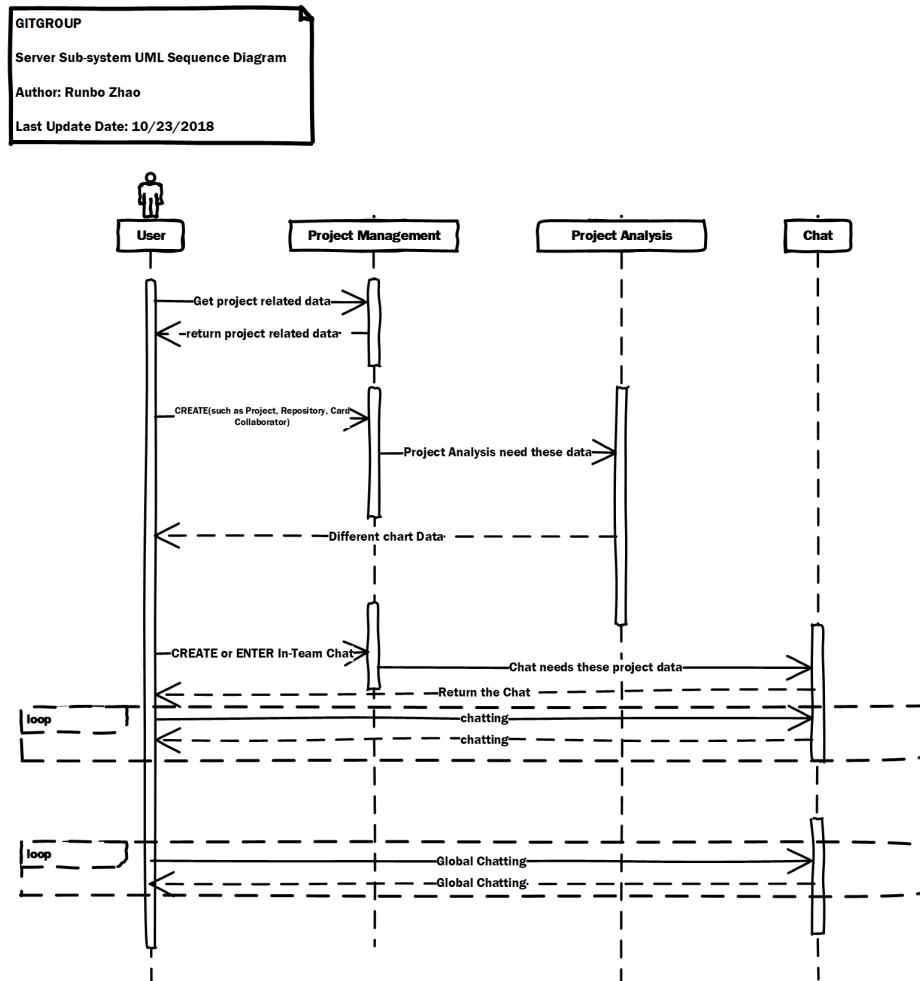 GITGROUP
Server Sub-system UML Sequence Diagram
Author: Runbo Zhao
Last Update Date: 10/23/2018
User
Project Management
Project Analysis
Chat
Get project related data
return project related data
CREATE(such as Project, Repository, Card
Collaborator)
Project Analysis need these data
Different chart Data
CREATE or ENTER In-Team Chat
Chat needs these project data
Return the Chat
loop
chatting
chatting
loop
Global Chatting
Global Chatting